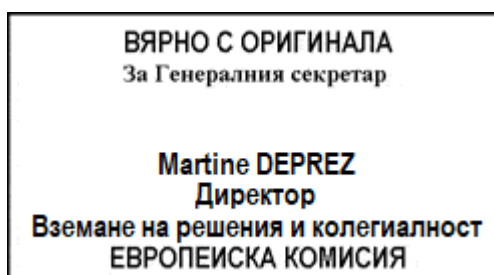 ВЯРНО С ОРИГИНАЛА
За Генералния секретар
Martine DEPREZ
Директор
Вземане на решения и колегиалност
ЕВРОПЕИСКА КОМИСИЯ